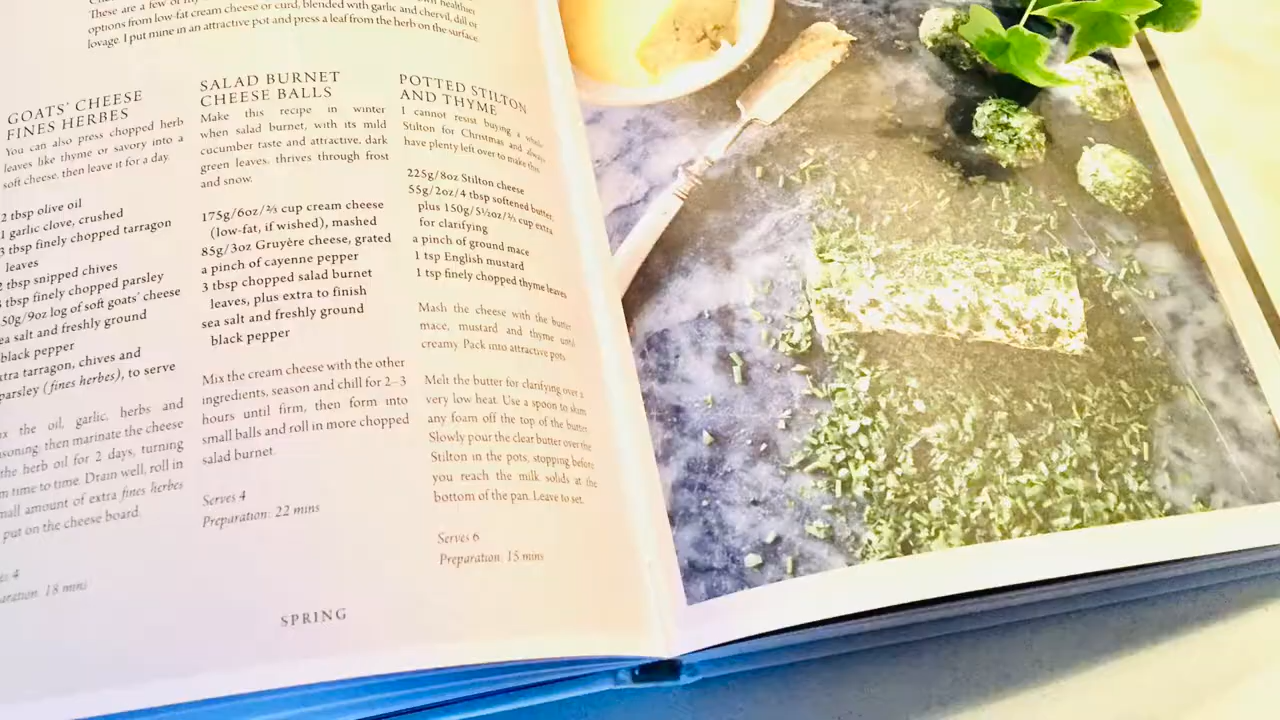 These are a few of my
options from low-fat cream cheese or curd, blended with garlic and chervil, dill or
lovage. I put mine in an attractive pot and press a leaf from the herb on the surface.
GOATS' CHEESE
FINES HERBES
You can also press chopped herb
leaves like thyme or savory into a
soft cheese, then leave it for a day.
2 tbsp olive oil
1 garlic clove, crushed
3 tbsp finely chopped tarragon
leaves
tbsp snipped chives
tbsp finely chopped parsley
50g/9oz log of soft goats' cheese
sea salt and freshly ground
black pepper
extra tarragon, chives and
parsley (fines herbes), to serve
the oil, garlic, herbs and
then marinate the cheese
the herb oil for 2 days, turning
time to time. Drain well, roll in
small amount of extra fines herbes
put on the cheese board.
4
18 mins
SALAD BURNET
CHEESE BALLS
Make this recipe in winter
when salad burnet, with its mild
cucumber taste and attractive, dark
green leaves, thrives through frost
and snow.
175g/6oz/⅔ cup cream cheese
(low-fat, if wished), mashed
85g/3oz Gruyère cheese, grated
a pinch of cayenne pepper
3 tbsp chopped salad burnet
leaves, plus extra to finish
sea salt and freshly ground
black pepper
Mix the cream cheese with the other
ingredients, season and chill for 2–3
hours until firm, then form into
small balls and roll in more chopped
salad burnet.
Serves 4
Preparation: 22 mins
POTTED STILTON
AND THYME
I cannot resist buying a whole
Stilton for Christmas and always
have plenty left over to make this.
225g/8oz Stilton cheese
55g/2oz/4 tbsp softened butter,
plus 150g/5½oz/⅔ cup extra
for clarifying
a pinch of ground mace
1 tsp English mustard
1 tsp finely chopped thyme leaves
Mash the cheese with the butter,
mace, mustard and thyme until
creamy. Pack into attractive pots.
Melt the butter for clarifying over a
very low heat. Use a spoon to skim
any foam off the top of the butter.
Slowly pour the clear butter over the
Stilton in the pots, stopping before
you reach the milk solids at the
bottom of the pan. Leave to set.
Serves 6
Preparation: 15 mins
SPRING